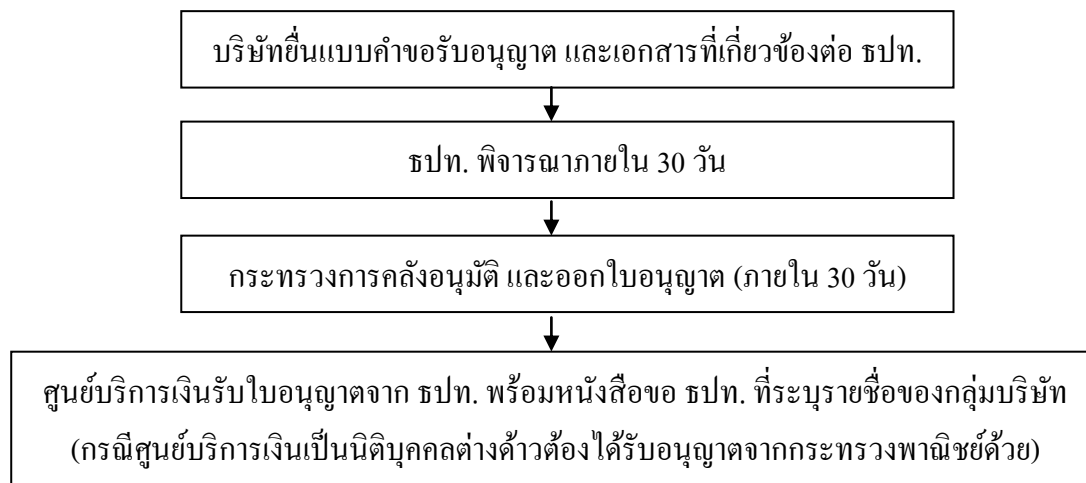 บริษัทยื่นแบบคำขอรับอนุญาต และเอกสารที่เกี่ยวข้องต่อ ธปท.
ธปท. พิจารณาภายใน 30 วัน
กระทรวงการคลังอนุมัติ และออกใบอนุญาต (ภายใน 30 วัน)
ศูนย์บริการเงินรับใบอนุญาตจาก ธปท. พร้อมหนังสือขอ ธปท. ที่ระบุรายชื่อของกลุ่มบริษัท
(กรณีศูนย์บริการเงินเป็นนิติบุคคลต่างด้าวต้องได้รับอนุญาตจากกระทรวงพาณิชย์ด้วย)